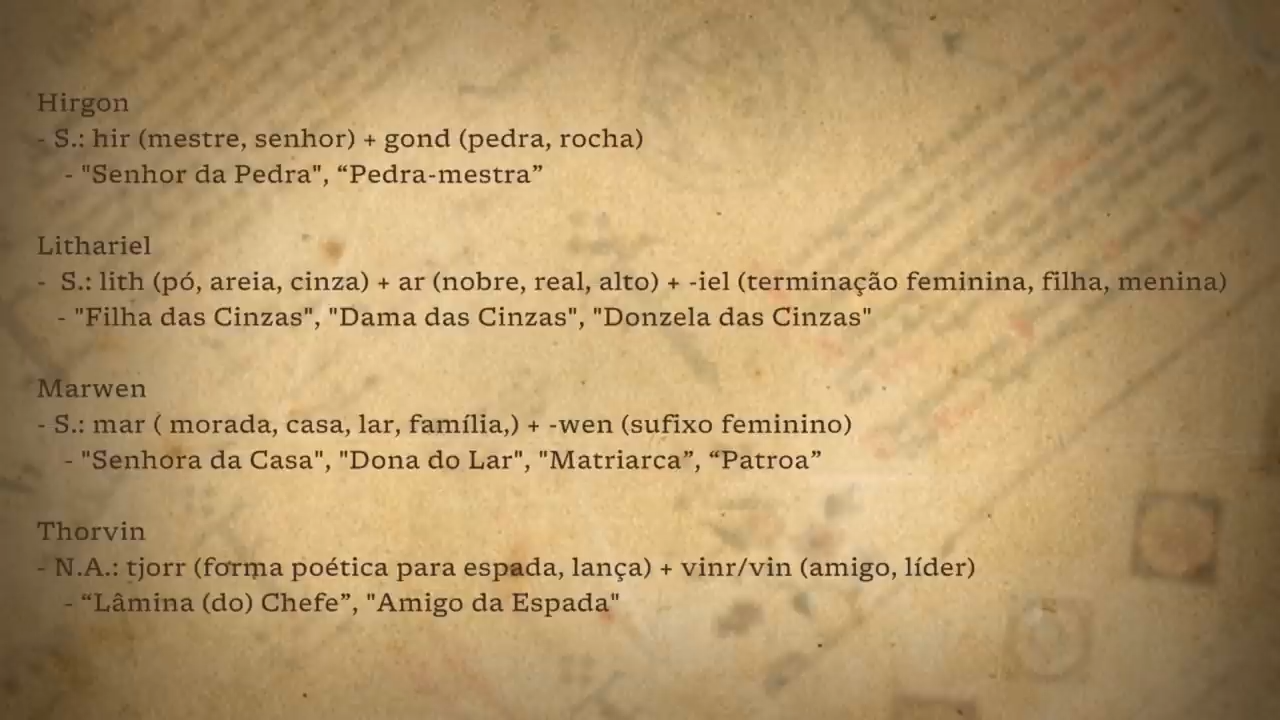 Hirgon
- S.: hir (mestre, senhor) + gond (pedra, rocha)
- "Senhor da Pedra", “Pedra-mestra”
Lithariel
- S.: lith (pó, areia, cinza) + ar (nobre, real, alto) + -iel (terminação feminina, filha, menina)
- "Filha das Cinzas", "Dama das Cinzas", "Donzela das Cinzas"
Marwen
- S.: mar ( morada, casa, lar, família,) + -wen (sufixo feminino)
- "Senhora da Casa", "Dona do Lar", "Matriarca”, “Patroa”
Thorvin
- N.A.: tjorr (forma poética para espada, lança) + vinr/vin (amigo, líder)
- “Lâmina (do) Chefe”, "Amigo da Espada"